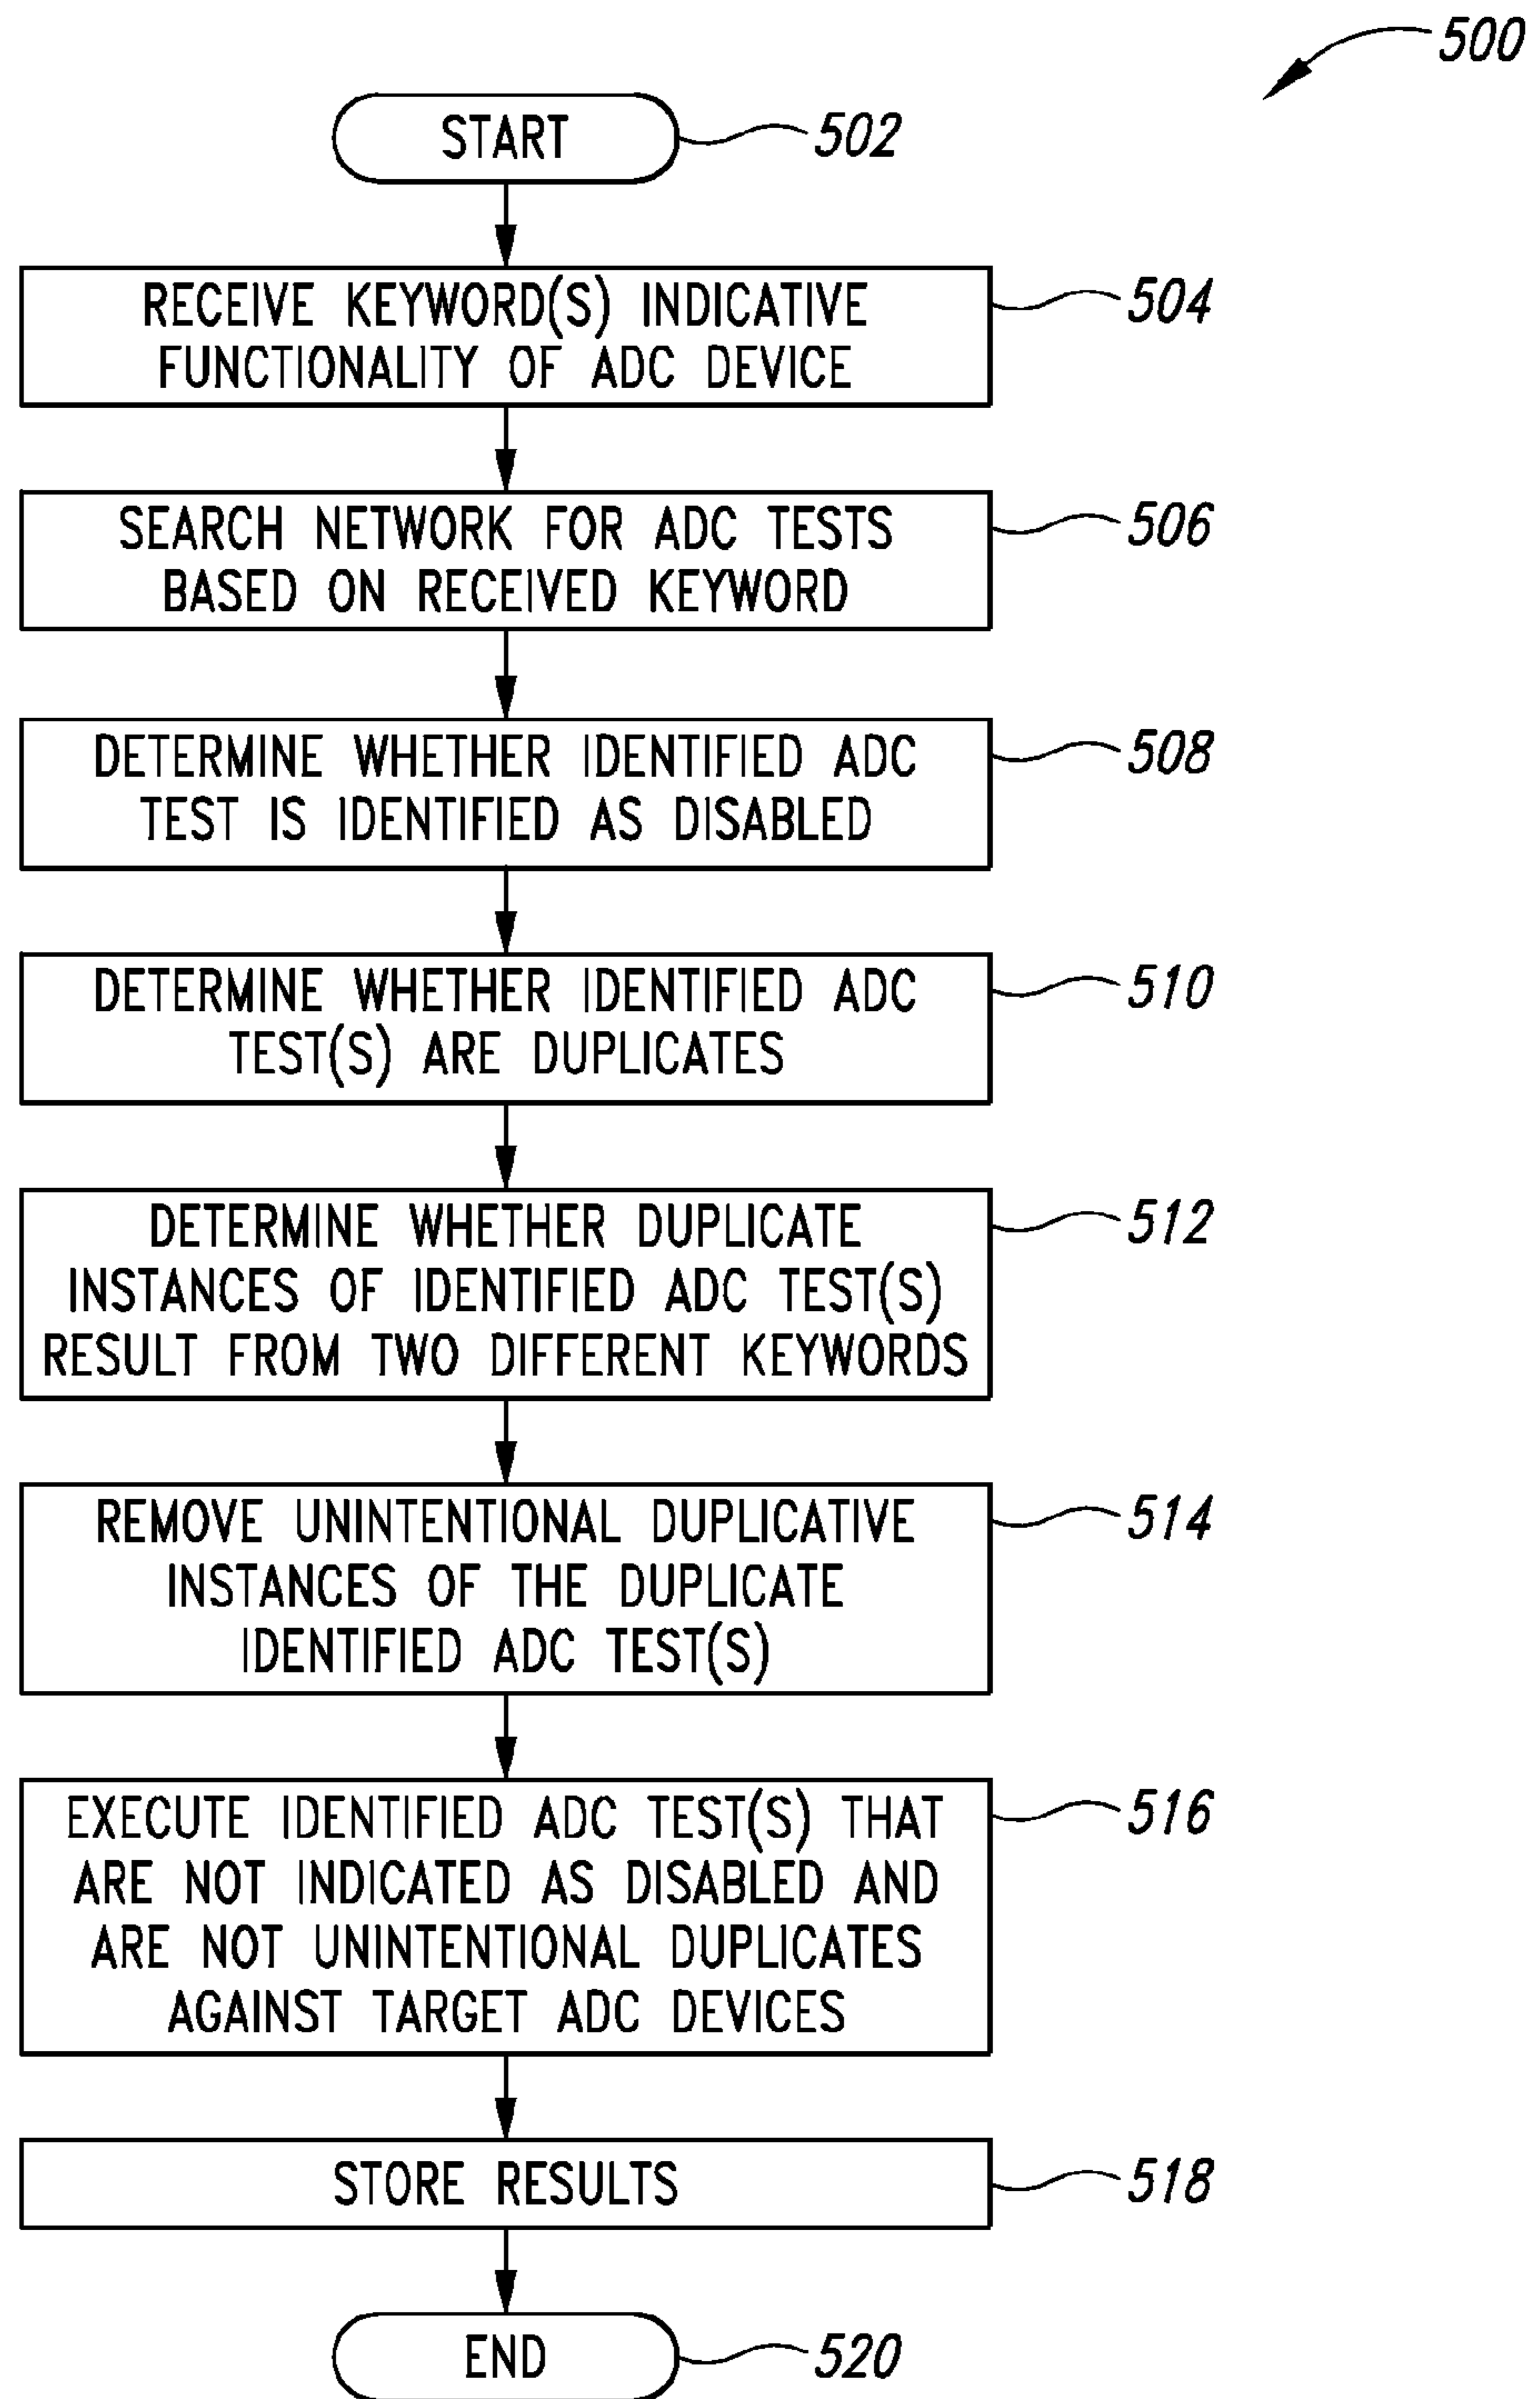 500
START
502
RECEIVE KEYWORD(S) INDICATIVE
FUNCTIONALITY OF ADC DEVICE
504
SEARCH NETWORK FOR ADC TESTS
BASED ON RECEIVED KEYWORD
506
DETERMINE WHETHER IDENTIFIED ADC
TEST IS IDENTIFIED AS DISABLED
508
DETERMINE WHETHER IDENTIFIED ADC
TEST(S) ARE DUPLICATES
510
DETERMINE WHETHER DUPLICATE
INSTANCES OF IDENTIFIED ADC TEST(S)
RESULT FROM TWO DIFFERENT KEYWORDS
512
REMOVE UNINTENTIONAL DUPLICATIVE
INSTANCES OF THE DUPLICATE
IDENTIFIED ADC TEST(S)
514
EXECUTE IDENTIFIED ADC TEST(S) THAT
ARE NOT INDICATED AS DISABLED AND
ARE NOT UNINTENTIONAL DUPLICATES
AGAINST TARGET ADC DEVICES
516
STORE RESULTS
518
END
520